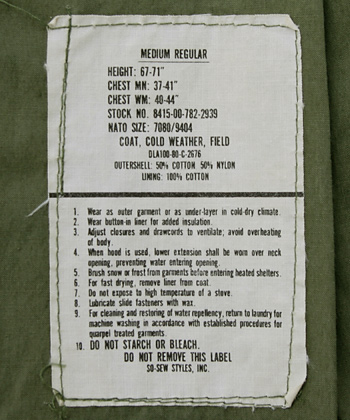 MEDIUM REGULAR
HEIGHT: 67-71"
CHEST MN: 37-41"
CHEST WM: 40-44"
STOCK NO. 8415-00-782-2939
NATO SIZE: 7080/9404
COAT, COLD WEATHER, FIELD
DLA100-80-C-2676
OUTERSHELL: 50% COTTON 50% NYLON
LINING: 100% COTTON
1. Wear as outer garment or as under-layer in cold-dry climate.
2. Wear button-in liner for added insulation.
3. Adjust closures and drawcords to ventilate; avoid overheating
of body.
4. When hood is used, lower extension shall be worn over neck
opening, preventing water entering opening.
5. Brush snow or frost from garments before entering heated shelters.
6. For fast drying, remove liner from coat.
7. Do not expose to high temperature of a stove.
8. Lubricate slide fasteners with wax.
9. For cleaning and restoring of water repellency, return to laundry for
machine washing in accordance with established procedures for
quarpel treated garments.
10. DO NOT STARCH OR BLEACH.
DO NOT REMOVE THIS LABEL
SO-SEW STYLES, INC.